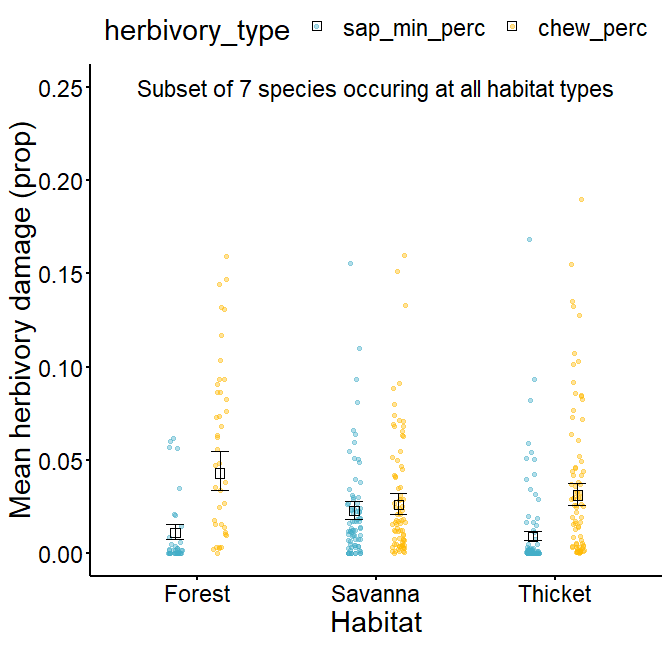 herbivory_type sap_min_perc chew_perc
Subset of 7 species occuring at all habitat types
Mean herbivory damage (prop)
0.25
0.20
0.15
0.10
0.05
0.00
Forest Savanna Thicket
Habitat